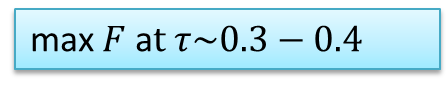 max F at τ~0.3 − 0.4